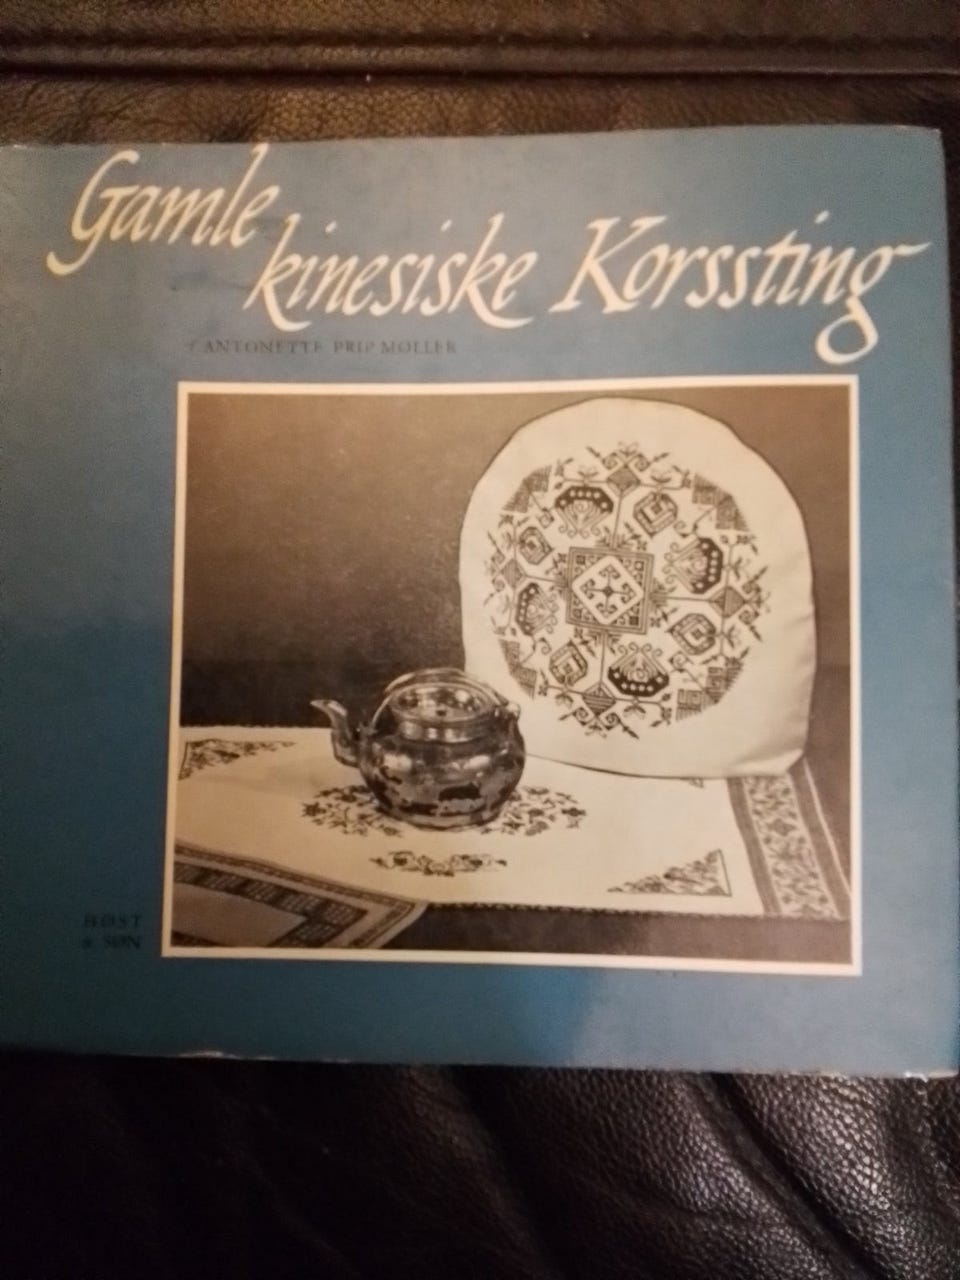 Gamle
kinesiske Korssting
ANTONETTE PRIP MØLLER
HØST
& SØN